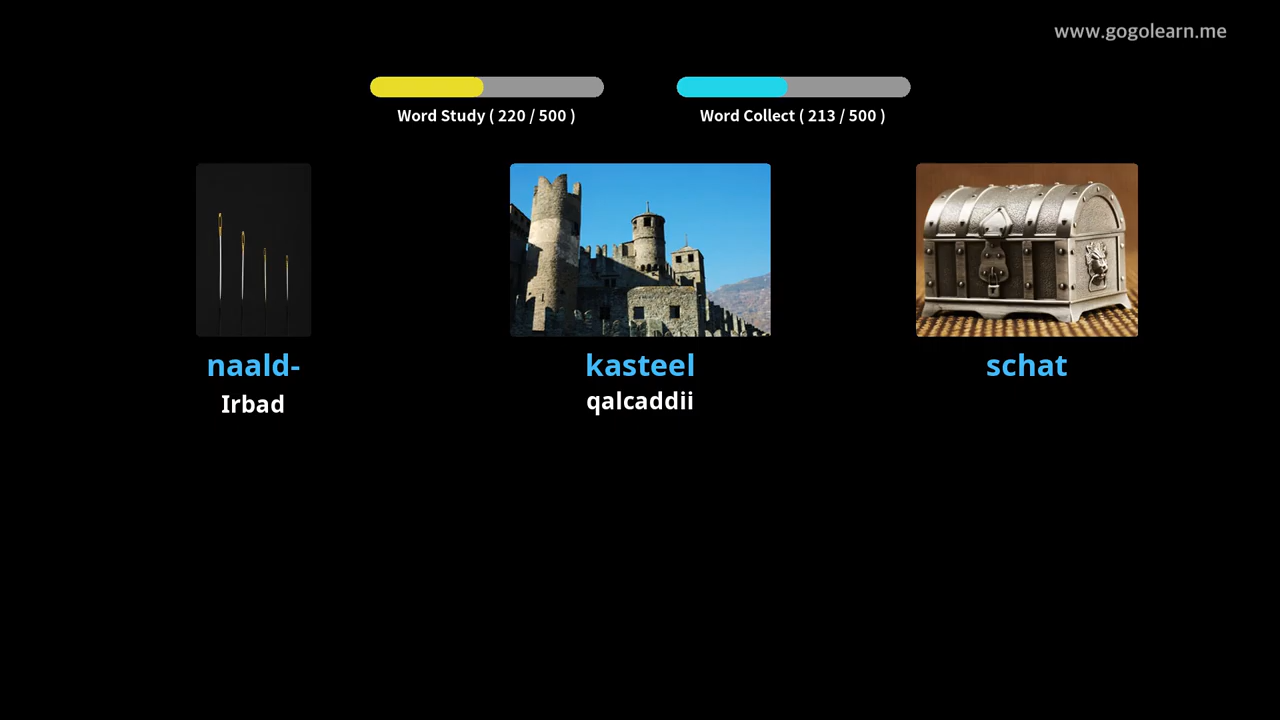 www.gogolearn.me
Word Study ( 220 / 500 )
Word Collect ( 213 / 500 )
naald-
Irbad
kasteel
qalcaddii
schat